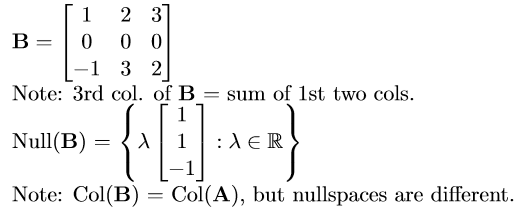 B = [1 2 3; 0 0 0; −1 3 2]
Note: 3rd col. of B = sum of 1st two cols.
Null(B) = {λ [1; 1; −1] : λ ∈ ℝ}
Note: Col(B) = Col(A), but nullspaces are different.